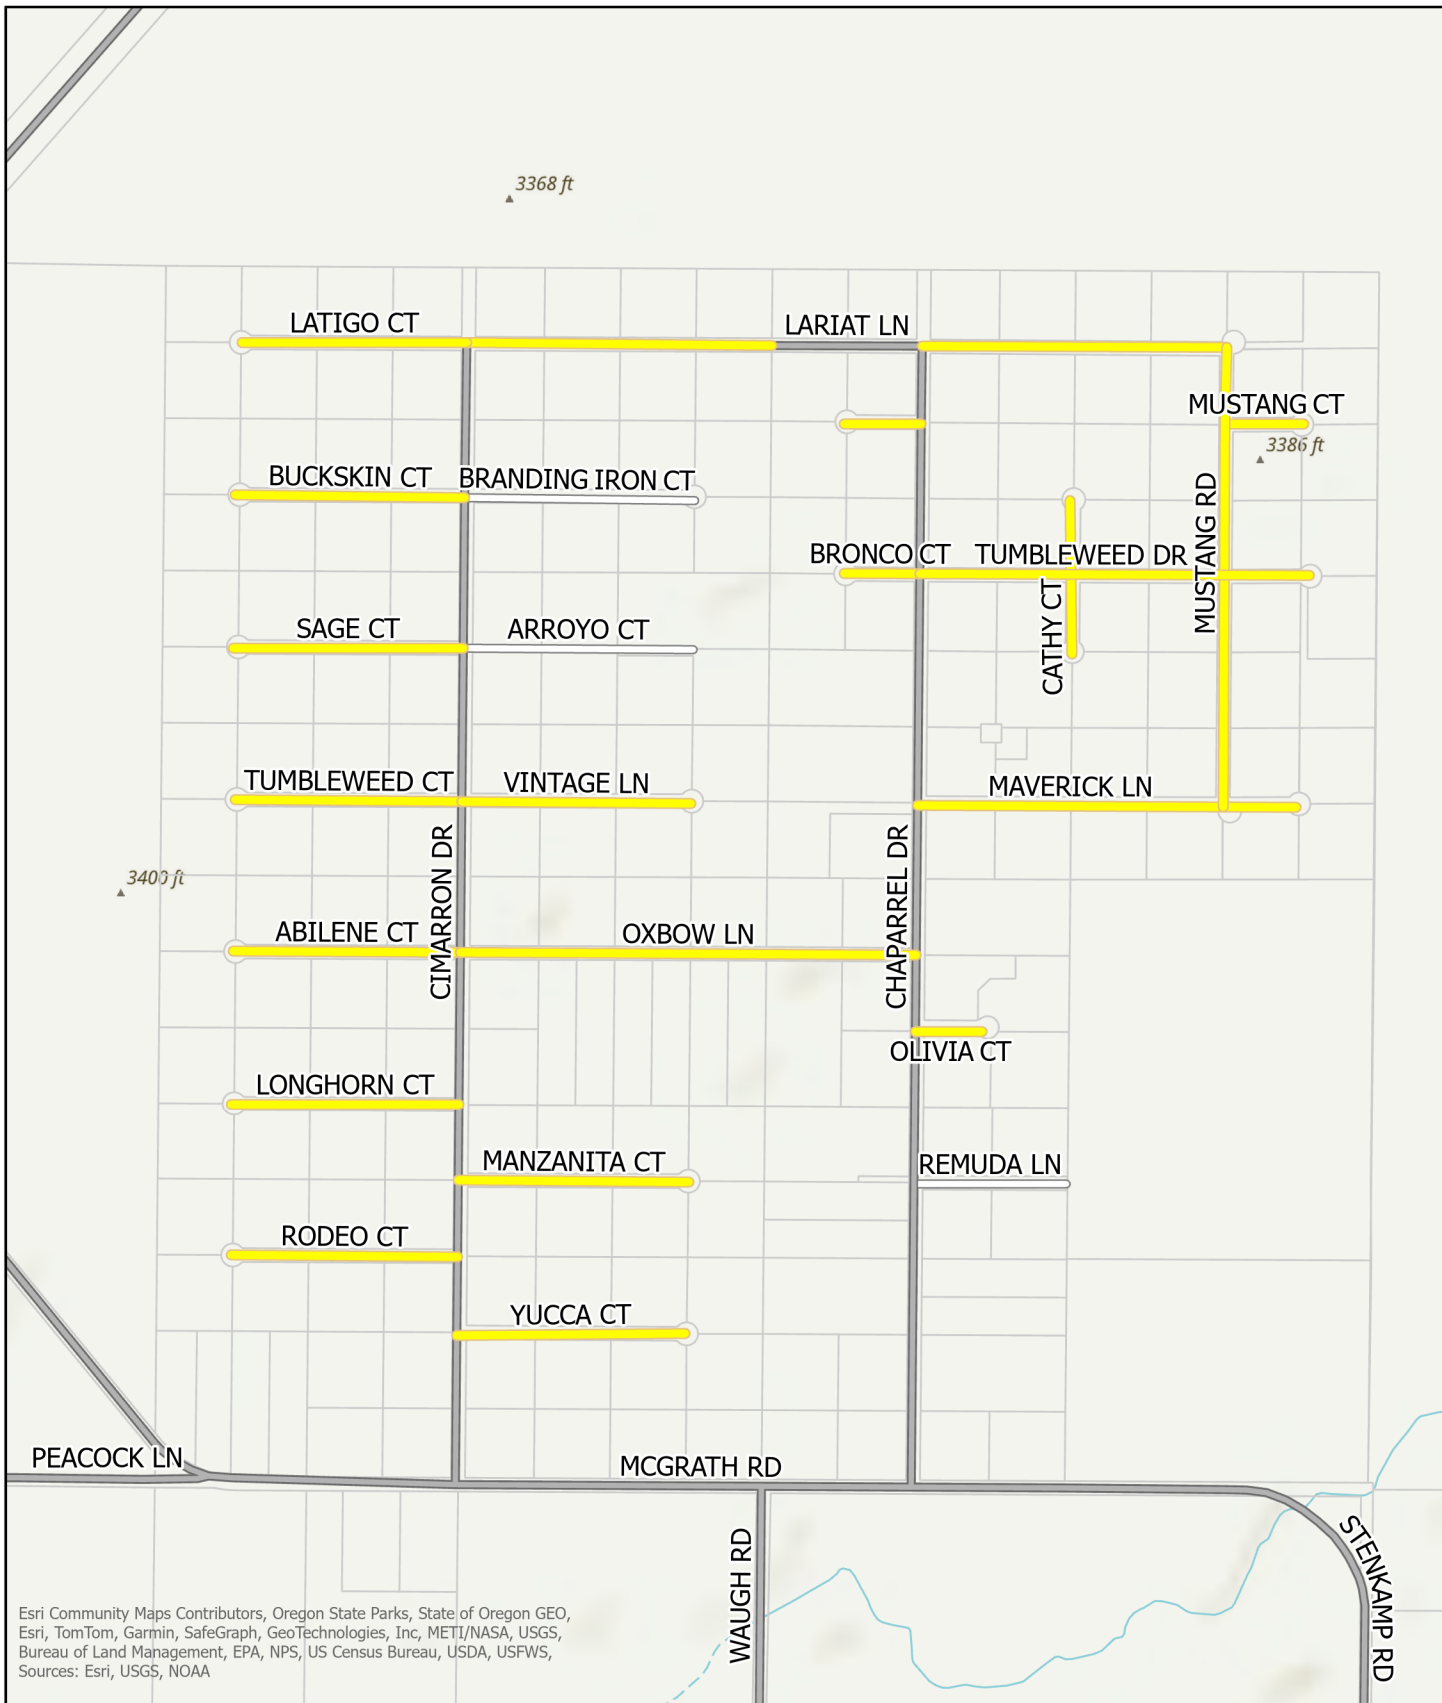 3368 ft
LATIGO CT
LARIAT LN
MUSTANG CT
3386 ft
BUCKSKIN CT
BRANDING IRON CT
MUSTANG RD
BRONCO CT
TUMBLEWEED DR
CATHY CT
SAGE CT
ARROYO CT
TUMBLEWEED CT
VINTAGE LN
MAVERICK LN
CIMARRON DR
CHAPARREL DR
3400 ft
ABILENE CT
OXBOW LN
OLIVIA CT
LONGHORN CT
MANZANITA CT
REMUDA LN
RODEO CT
YUCCA CT
PEACOCK LN
MCGRATH RD
WAUGH RD
STENKAMP RD
Esri Community Maps Contributors, Oregon State Parks, State of Oregon GEO,
Esri, TomTom, Garmin, SafeGraph, GeoTechnologies, Inc, METI/NASA, USGS,
Bureau of Land Management, EPA, NPS, US Census Bureau, USDA, USFWS,
Sources: Esri, USGS, NOAA